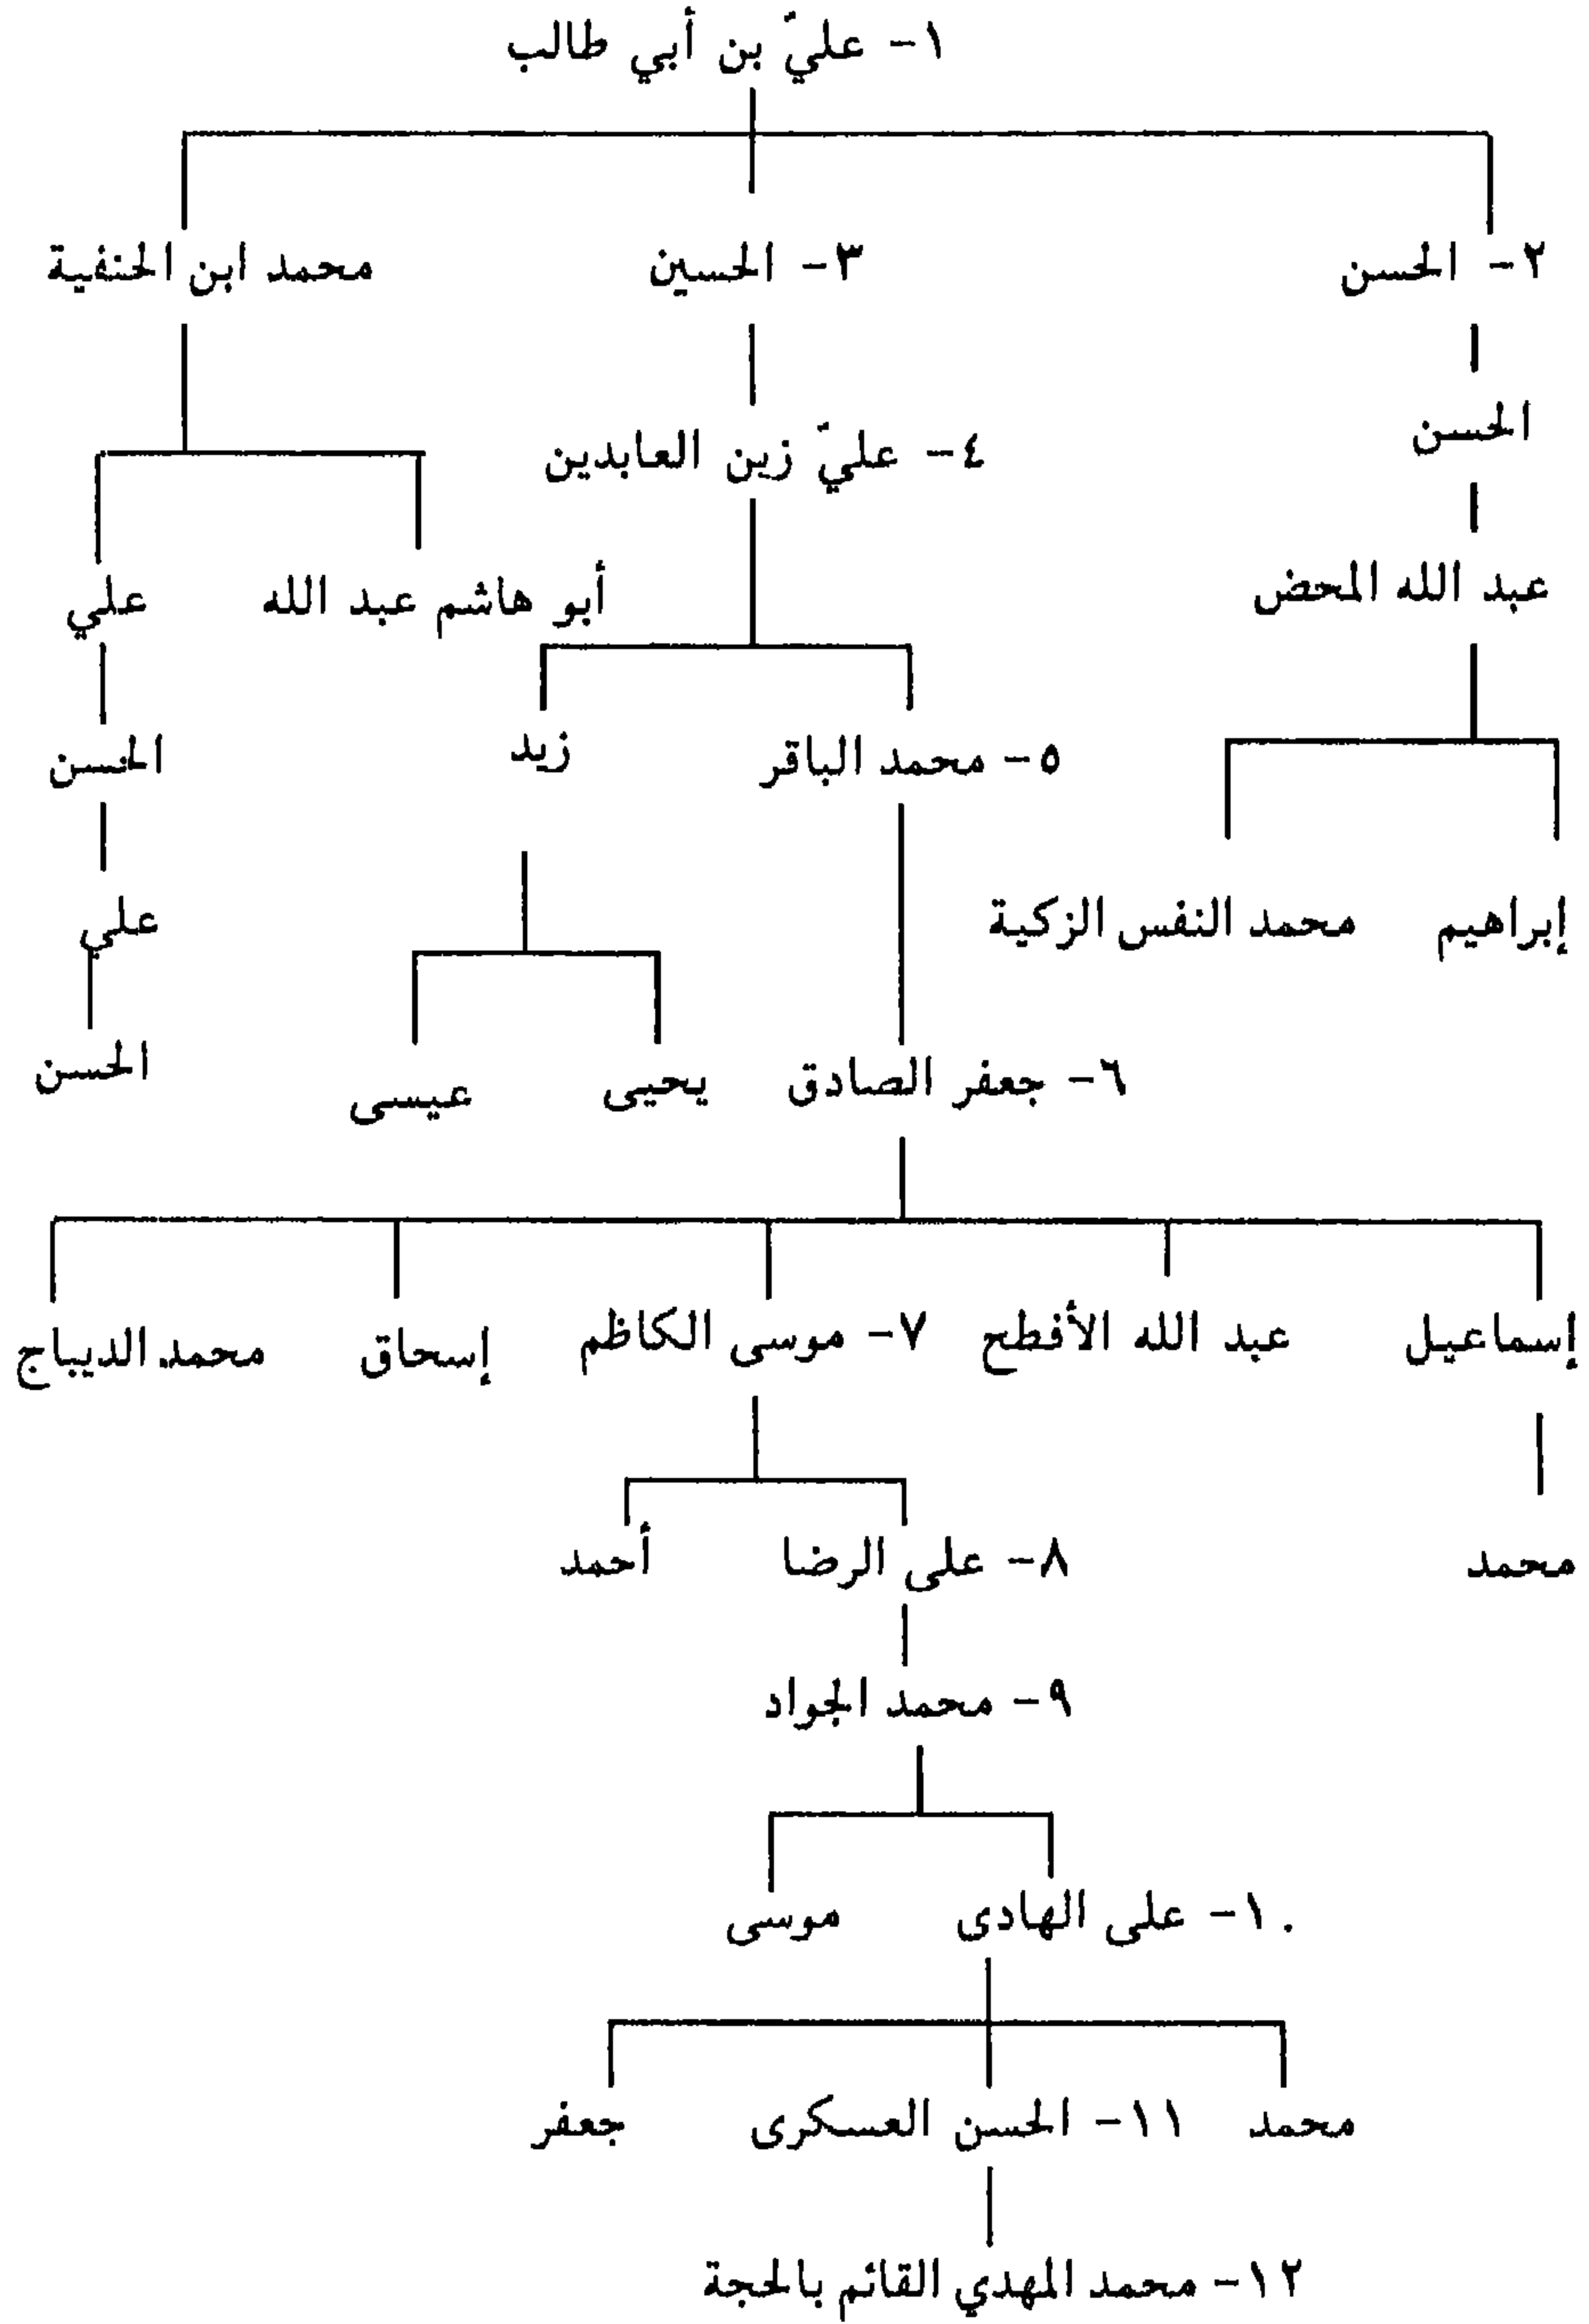 ١- عليّ بن أبي طالب
٢- الحسن ٣- الحسين محمد ابن الحنفية
الحسن ٤- عليّ زين العابدين
عبد الله المحض أبو هاشم عبد الله علي
٥- محمد الباقر زيد الحسن
إبراهيم محمد النفس الزكية علي
٦- جعفر الصادق يحيى عيسى الحسن
إسماعيل عبد الله الأفطح ٧- موسى الكاظم إسحاق محمد الديباج
محمد ٨- على الرضا أحمد
٩- محمد الجواد
١٠- على الهادى موسى
محمد ١١- الحسن العسكرى جعفر
١٢- محمد المهدي القائم بالحجة